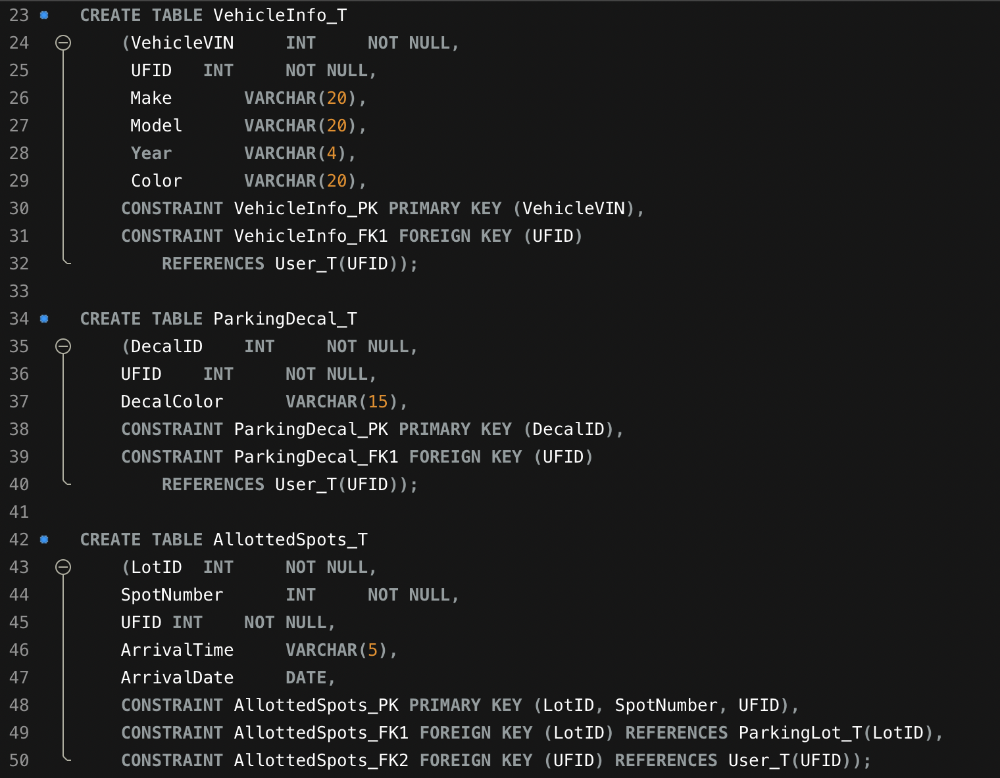 23 CREATE TABLE VehicleInfo_T
24 (VehicleVIN INT NOT NULL,
25 UFID INT NOT NULL,
26 Make VARCHAR(20),
27 Model VARCHAR(20),
28 Year VARCHAR(4),
29 Color VARCHAR(20),
30 CONSTRAINT VehicleInfo_PK PRIMARY KEY (VehicleVIN),
31 CONSTRAINT VehicleInfo_FK1 FOREIGN KEY (UFID)
32 REFERENCES User_T(UFID));
33
34 CREATE TABLE ParkingDecal_T
35 (DecalID INT NOT NULL,
36 UFID INT NOT NULL,
37 DecalColor VARCHAR(15),
38 CONSTRAINT ParkingDecal_PK PRIMARY KEY (DecalID),
39 CONSTRAINT ParkingDecal_FK1 FOREIGN KEY (UFID)
40 REFERENCES User_T(UFID));
41
42 CREATE TABLE AllottedSpots_T
43 (LotID INT NOT NULL,
44 SpotNumber INT NOT NULL,
45 UFID INT NOT NULL,
46 ArrivalTime VARCHAR(5),
47 ArrivalDate DATE,
48 CONSTRAINT AllottedSpots_PK PRIMARY KEY (LotID, SpotNumber, UFID),
49 CONSTRAINT AllottedSpots_FK1 FOREIGN KEY (LotID) REFERENCES ParkingLot_T(LotID),
50 CONSTRAINT AllottedSpots_FK2 FOREIGN KEY (UFID) REFERENCES User_T(UFID));